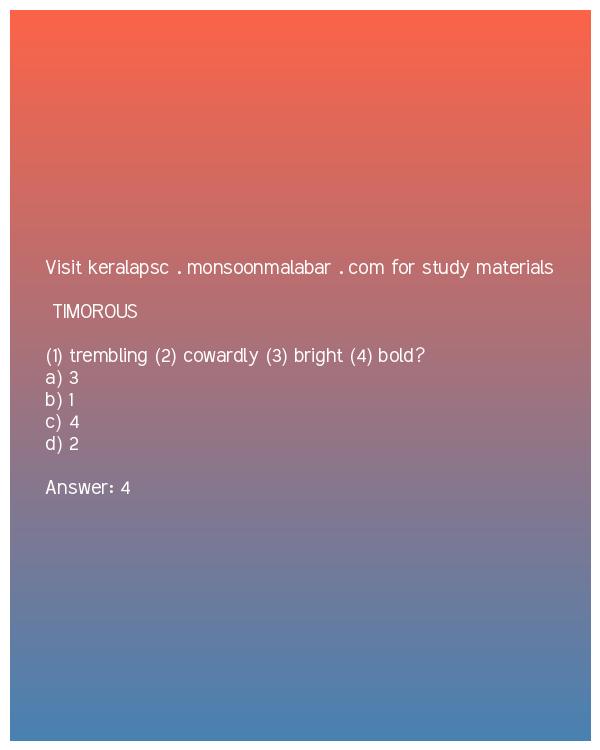 Visit keralapsc . monsoonmalabar . com for study materials
TIMOROUS
(1) trembling (2) cowardly (3) bright (4) bold?
a) 3
b) 1
c) 4
d) 2
Answer: 4